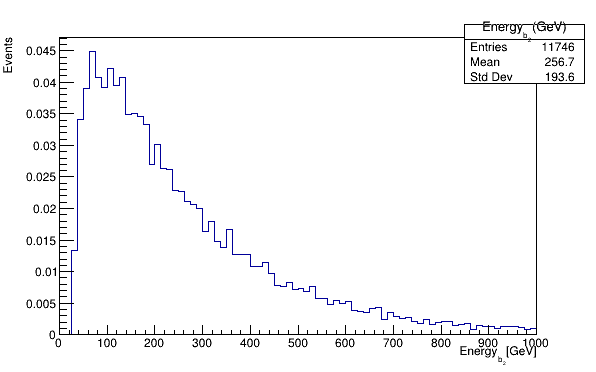 Energy_b2(GeV)
Entries 11746
Mean 256.7
Std Dev 193.6
Events
0.045
0.04
0.035
0.03
0.025
0.02
0.015
0.01
0.005
0
0 100 200 300 400 500 600 700 800 900 1000
Energy_b2[GeV]